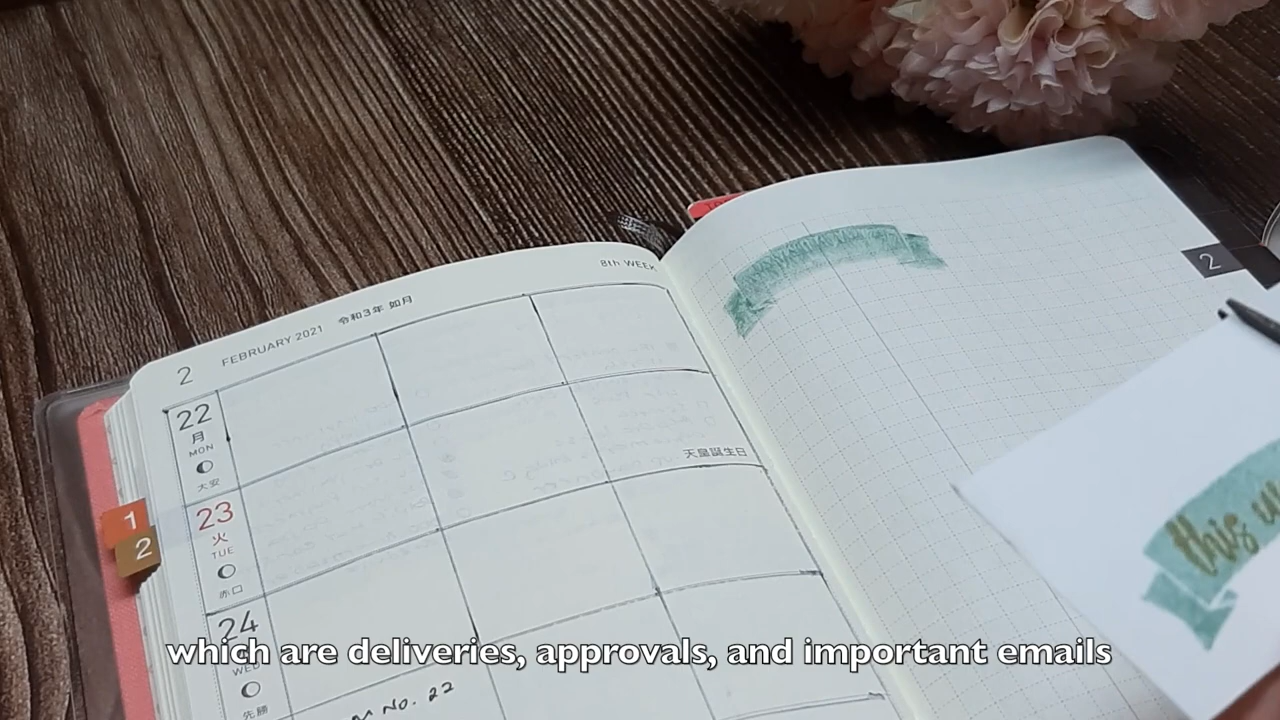 8th WEEK
2 FEBRUARY 2021 令和3年 如月
22
月
MON
大安
天皇誕生日
23
火
TUE
赤口
24
WED
先勝
No. 22
1
2
2
this
which are deliveries, approvals, and important emails